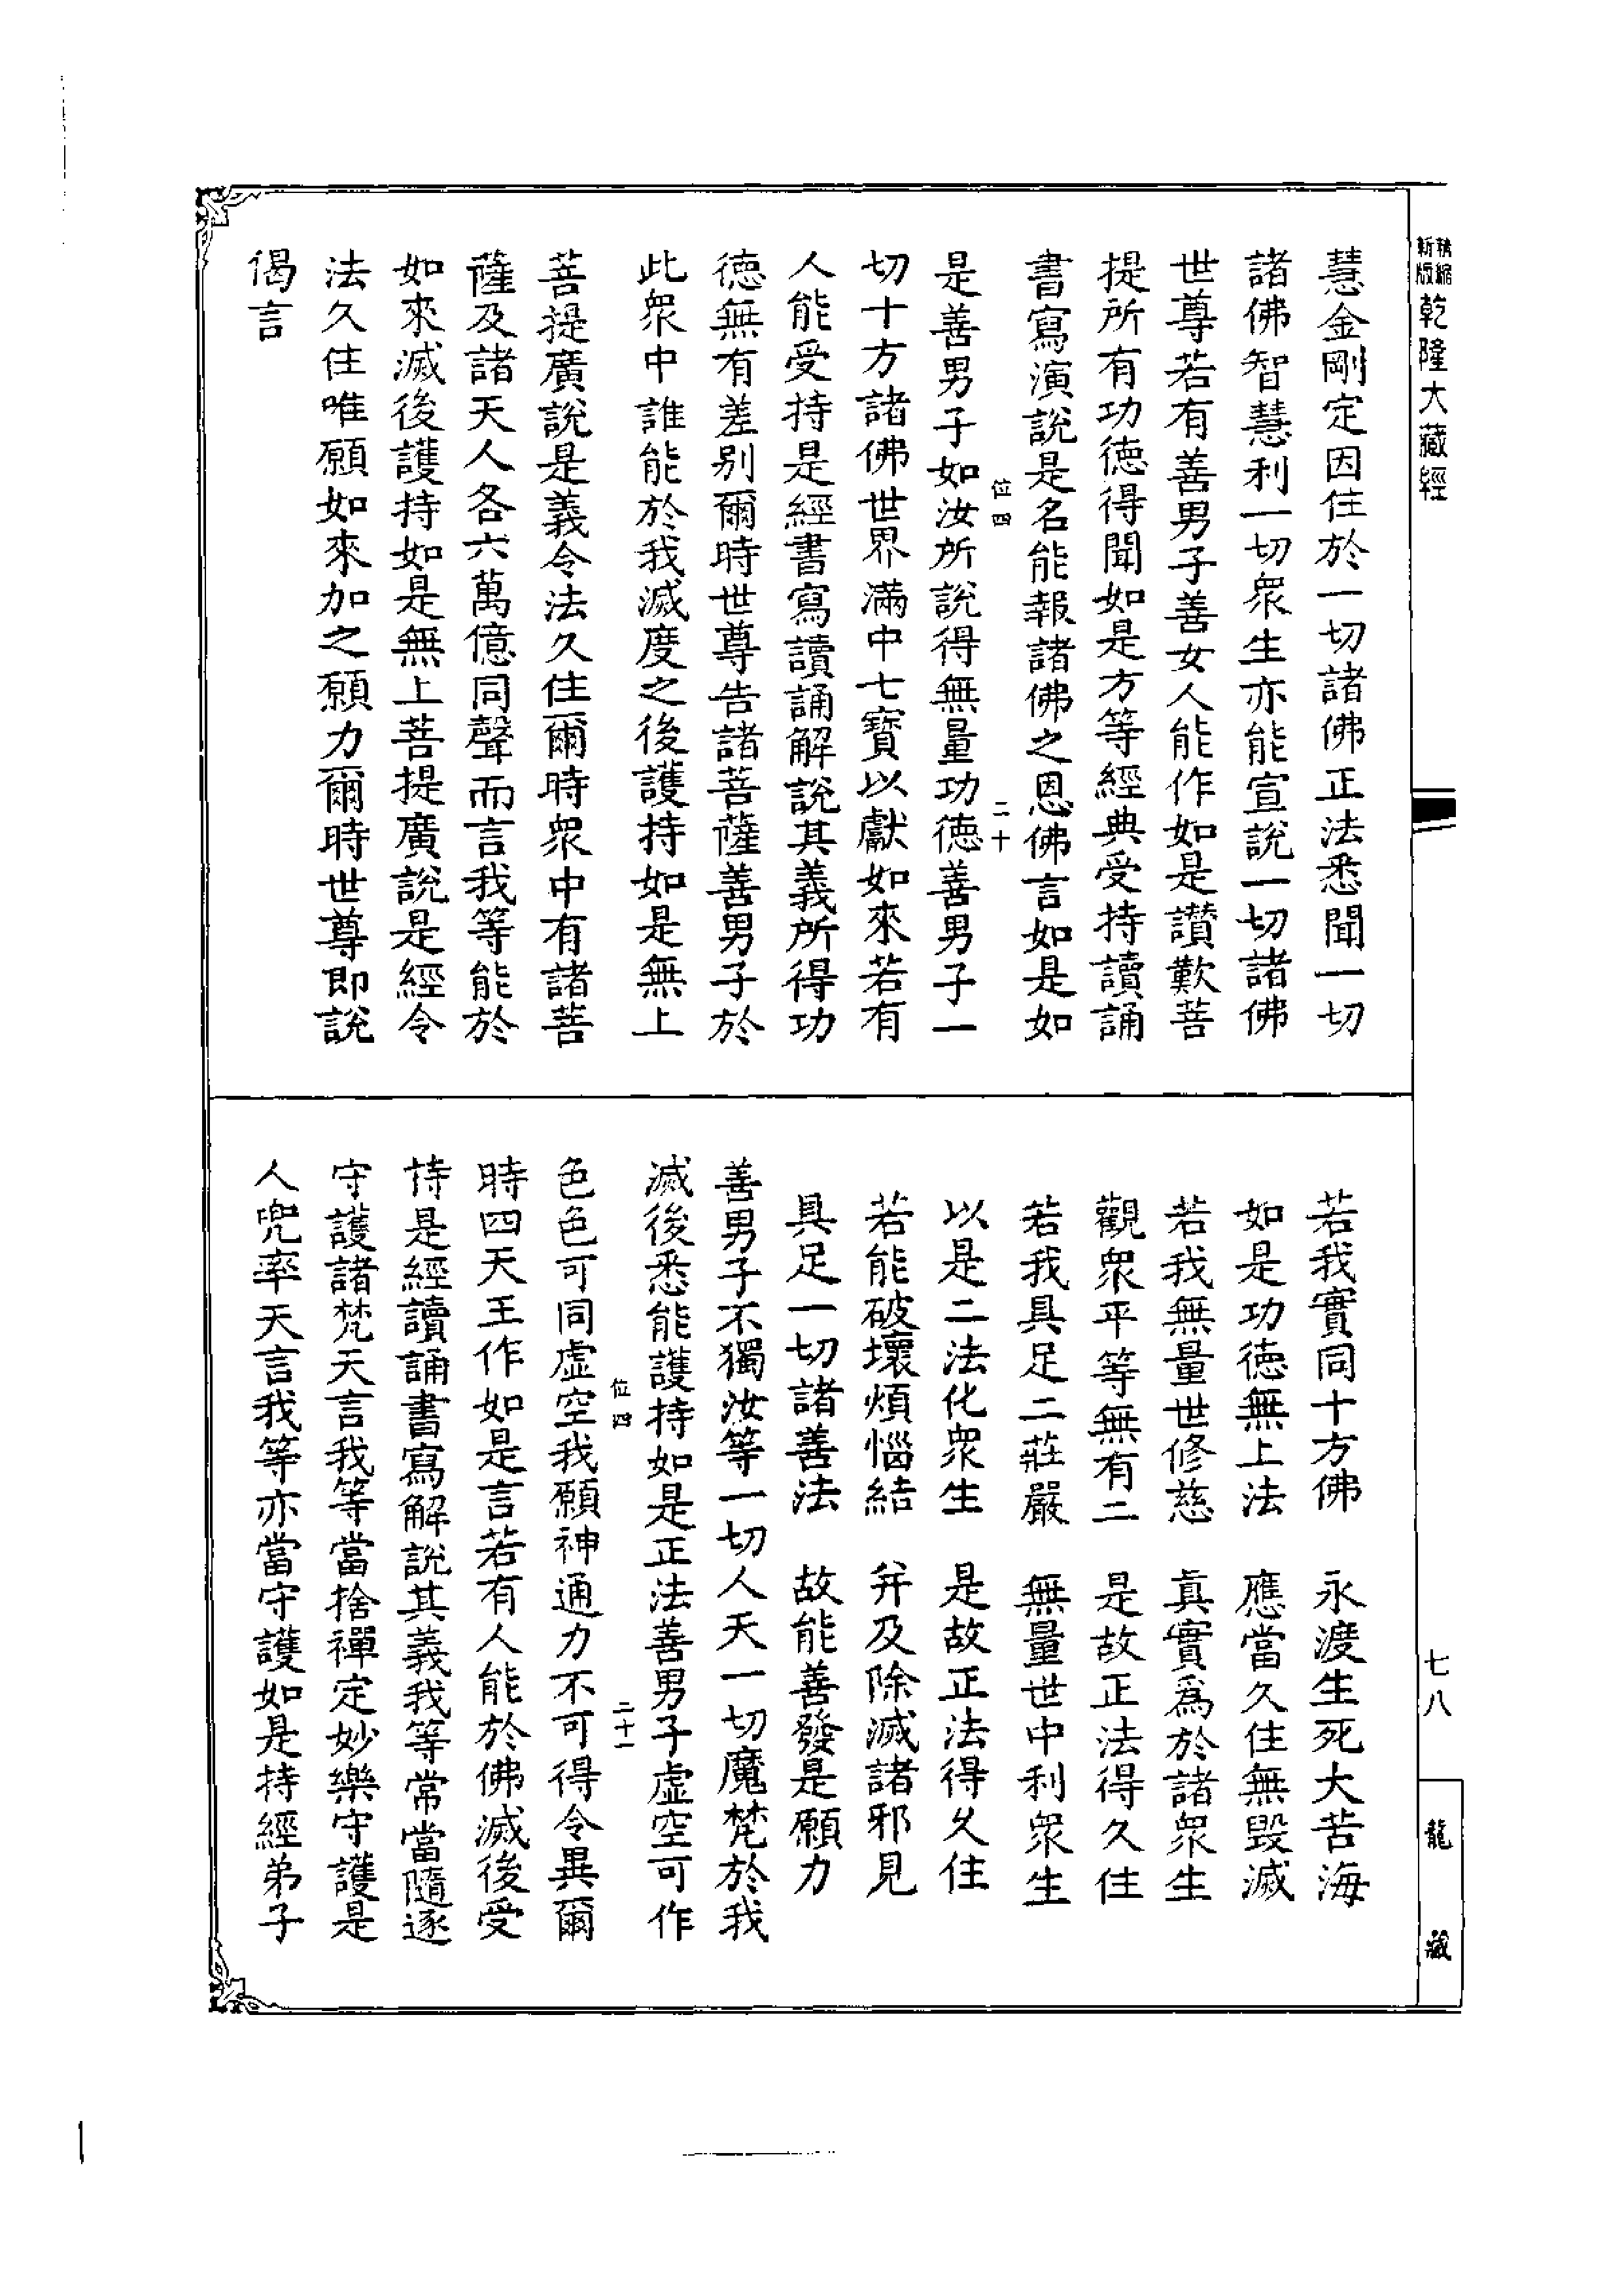 新版
精縮
乾隆大藏經
慧金剛定因住於一切諸佛正法悉聞一切
諸佛智慧利一切衆生亦能宣說一切諸佛
世尊若有善男子善女人能作如是讚歎菩
提所有功德得聞如是方等經典受持讀誦
書寫演說是名能報諸佛之恩佛言如是如
位四 二十
是善男子如汝所說得無量功德善男子一
切十方諸佛世界滿中七寳以獻如來若有
人能受持是經書寫讀誦解說其義所得功
德無有差别爾時世尊告諸菩薩善男子於
此衆中誰能於我滅度之後護持如是無上
菩提廣說是義令法久住爾時衆中有諸菩
薩及諸天人各六萬億同聲而言我等能於
如來滅後護持如是無上菩提廣說是經令
法久住唯願如來加之願力爾時世尊即說
偈言
若我實同十方佛 永渡生死大苦海
如是功德無上法 應當久住無毀滅
若我無量世修慈 真實爲於諸衆生
觀衆平等無有二 是故正法得久住
若我具足二莊嚴 無量世中利衆生
以是二法化衆生 是故正法得久住
若能破壞煩惱結 并及除滅諸邪見
具足一切諸善法 故能善發是願力
善男子不獨汝等一切人天一切魔梵於我
滅後悉能護持如是正法善男子虛空可作
位四 二十一
色色可同虛空我願神通力不可得令異爾
時四天王作如是言若有人能於佛滅後受
持是經讀誦書寫解說其義我等常當隨逐
守護諸梵天言我等當捨禪定妙樂守護是
人兜率天言我等亦當守護如是持經弟子
七八
龍藏